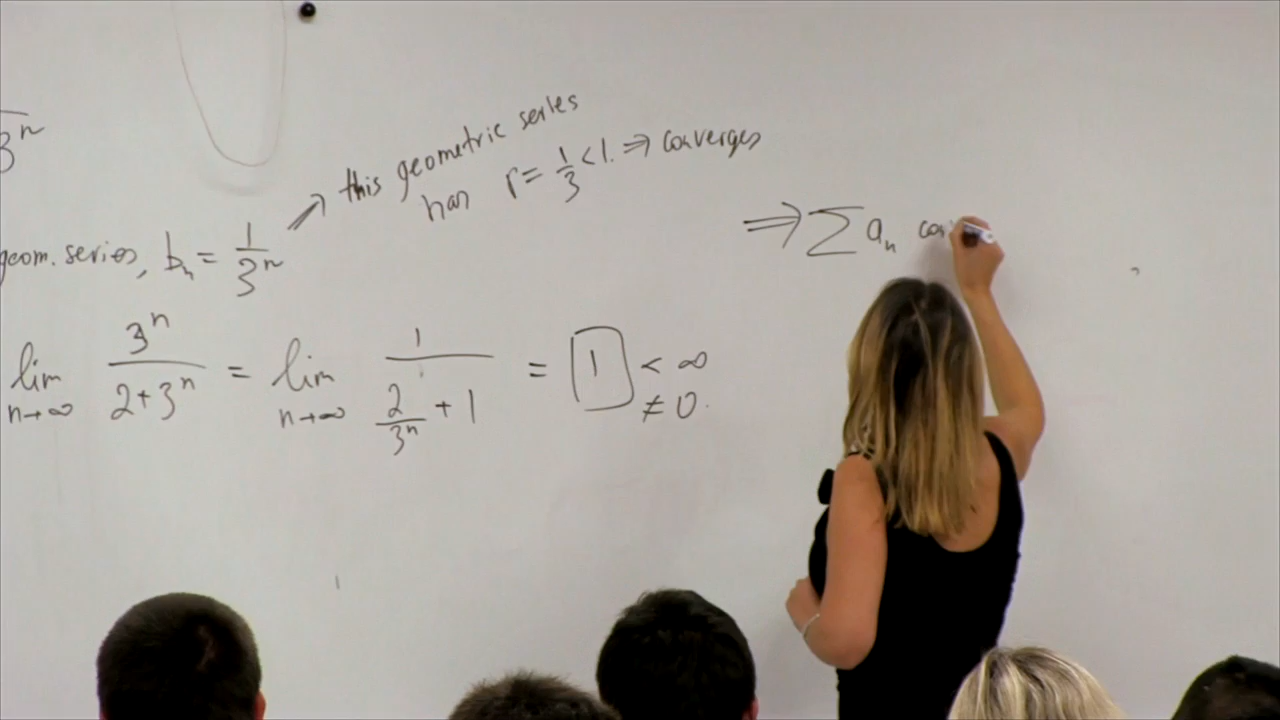 3ⁿ
this geometric series
has r = 1/3 < 1. ⇒ converges
geom. series, bₙ = 1/3ⁿ
⇒ ∑ aₙ con
lim n→∞ 3ⁿ/(2+3ⁿ) = lim n→∞ 1/(2/3ⁿ + 1) = 1 < ∞
≠ 0.